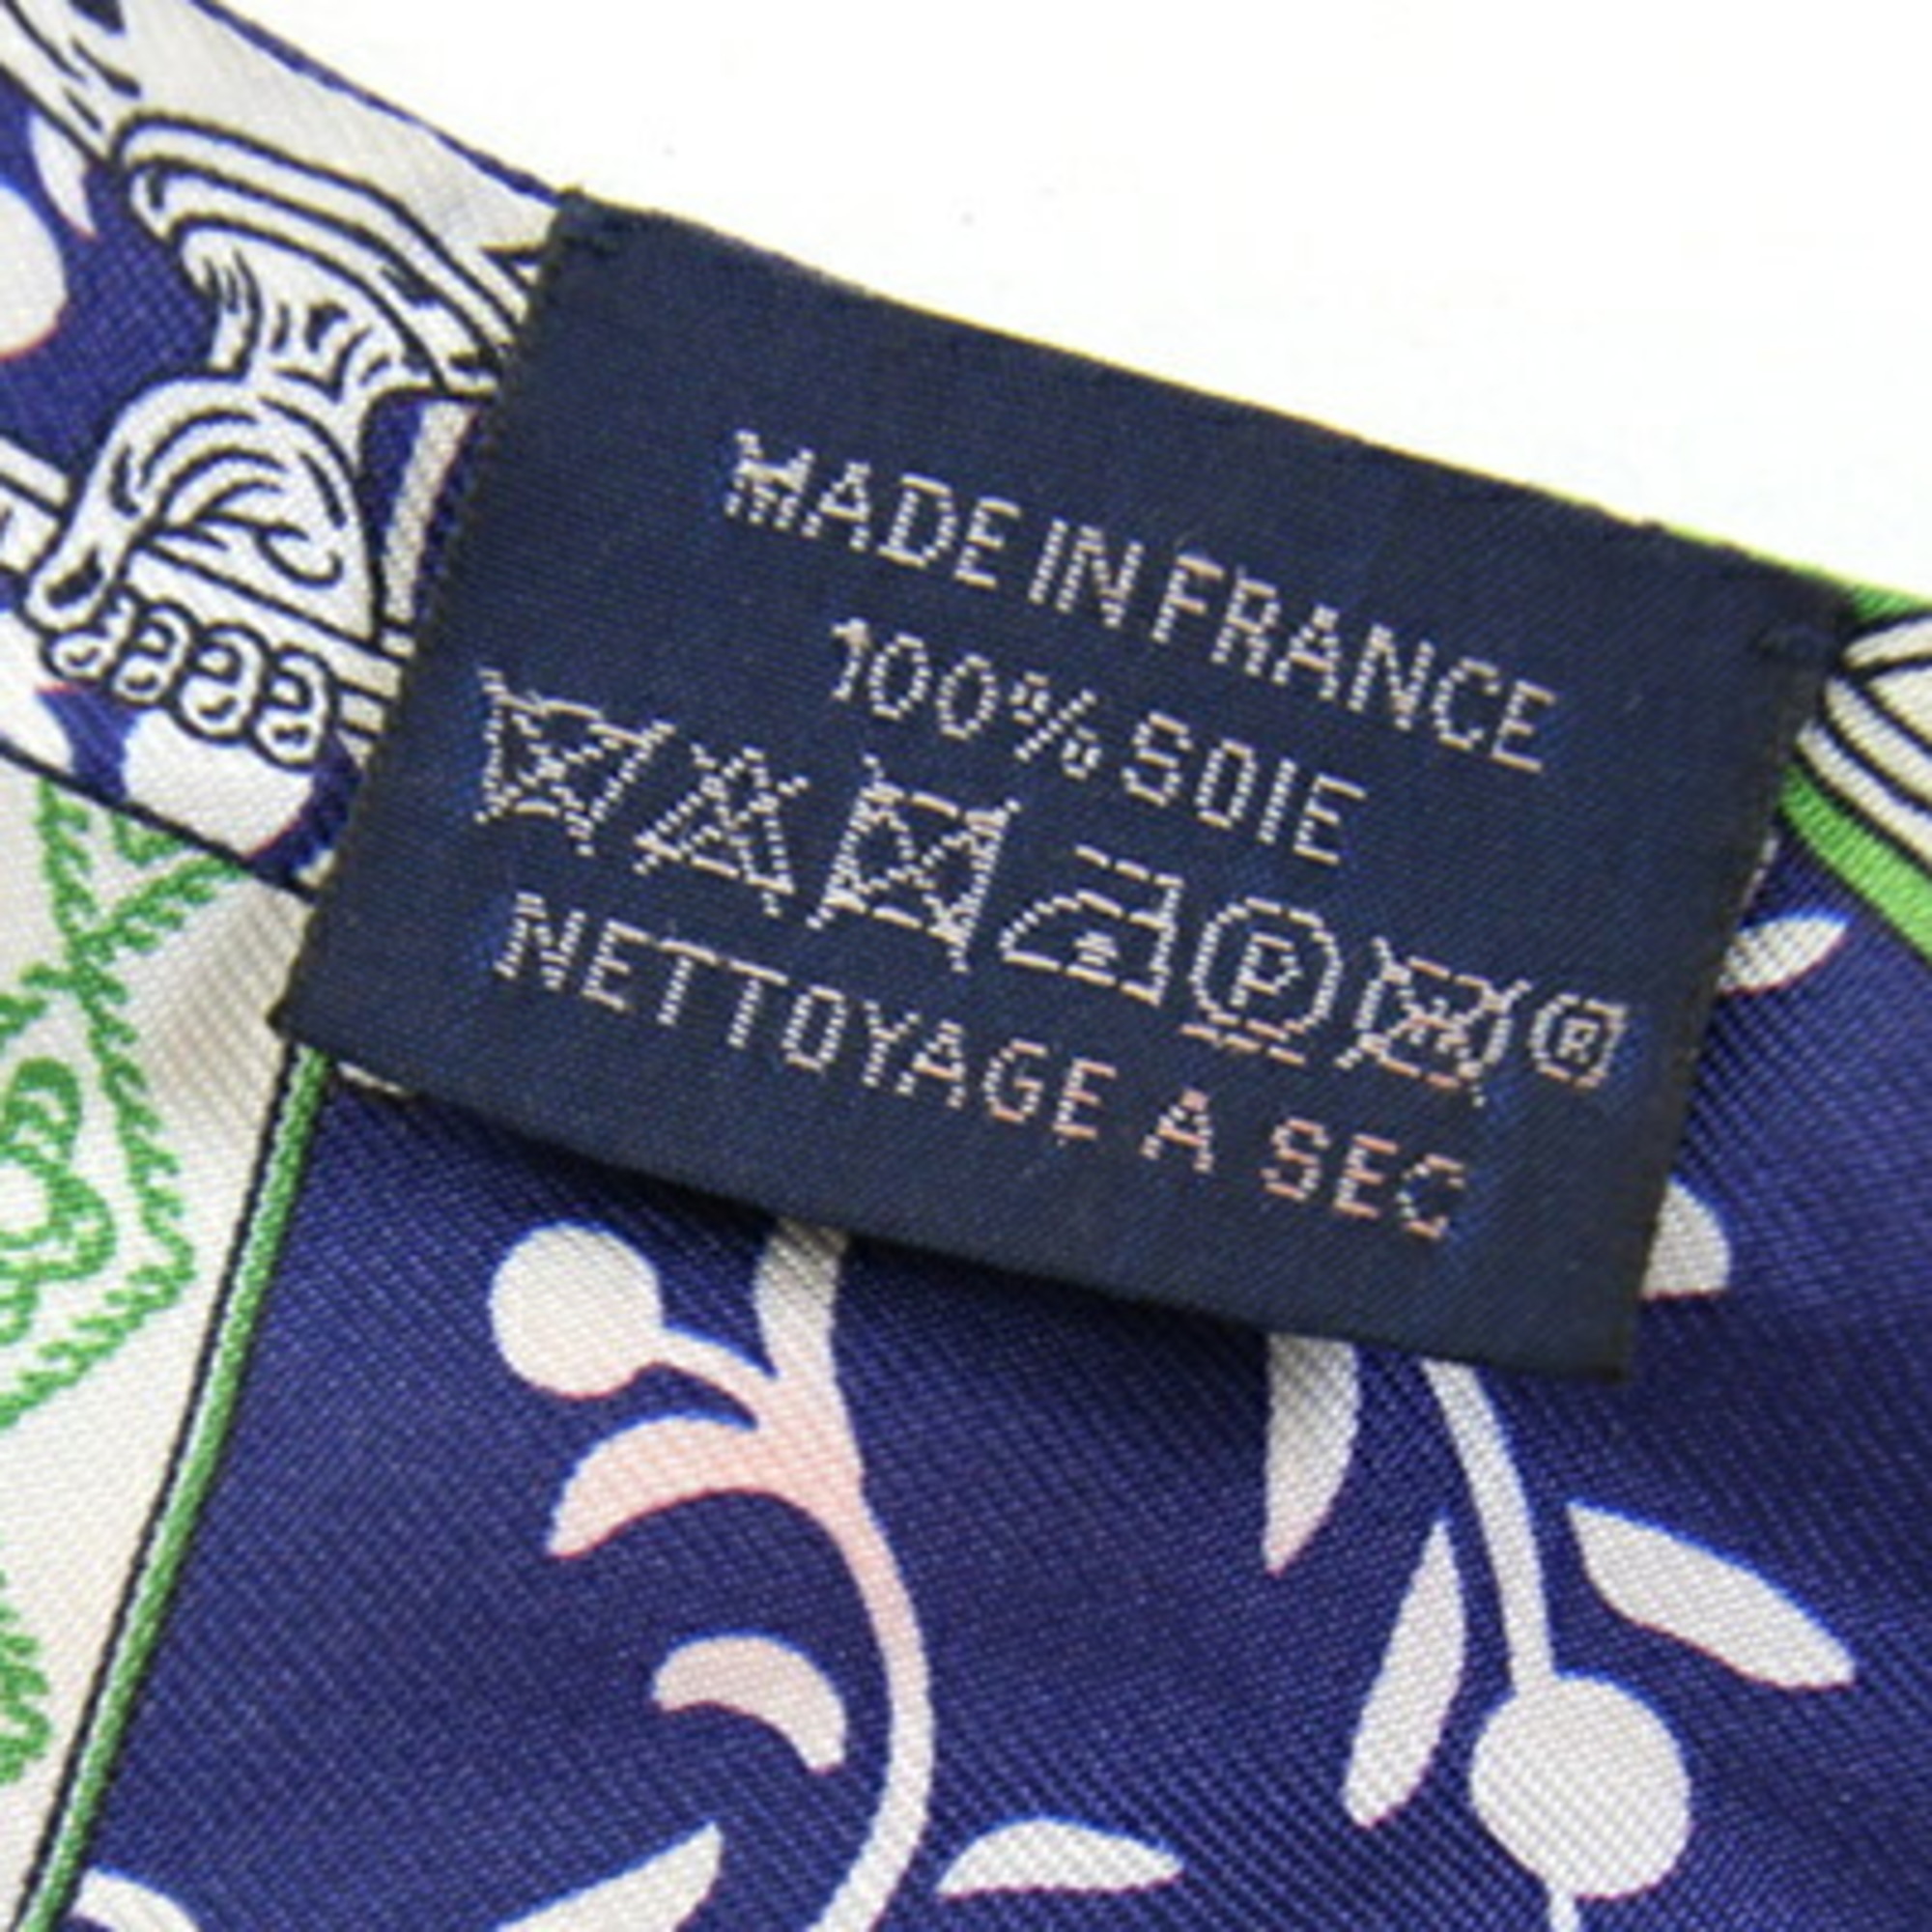 MADE IN FRANCE
100% SOIE
P ®
NETTOYAGE A SEC